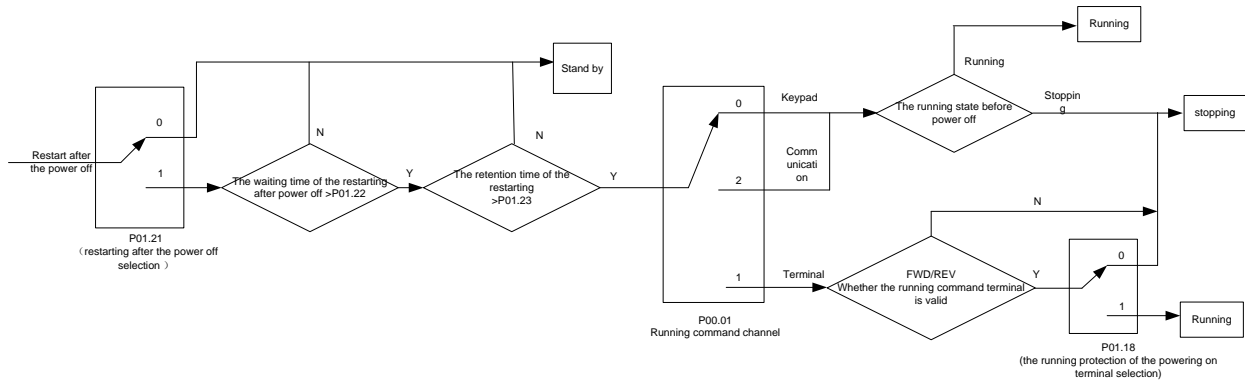 Running
Stand by
Running
0
Keypad
The running state before
power off
Stoppin
g
stopping
0
N
N
Restart after
the power off
1
The waiting time of the restarting
after power off >P01.22
Y
The retention time of the
restarting
>P01.23
Y
Comm
unicati
on
2
P01.21
（restarting after the power off
selection ）
N
1
Terminal
FWD/REV
Whether the running command terminal
is valid
Y
0
1
Running
P00.01
Running command channel
P01.18
(the running protection of the powering on
terminal selection)